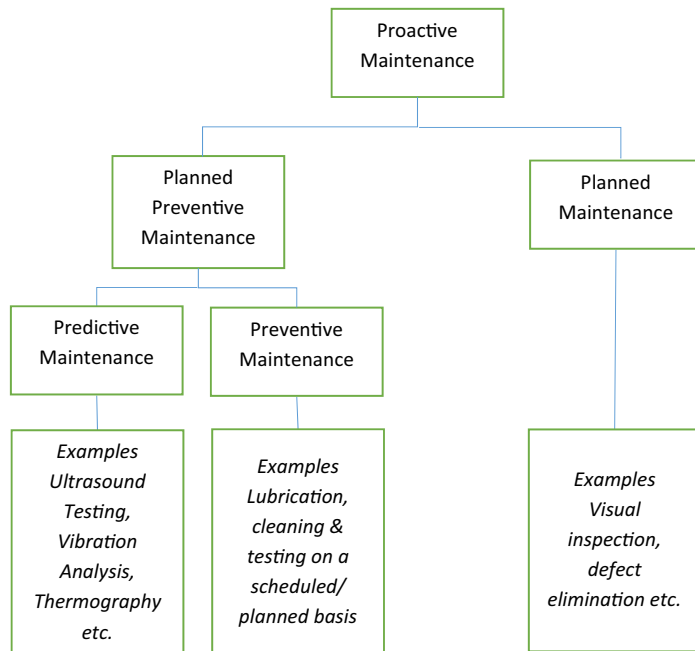 Proactive
Maintenance
Planned
Preventive
Maintenance
Planned
Maintenance
Predictive
Maintenance
Preventive
Maintenance
Examples
Ultrasound
Testing,
Vibration
Analysis,
Thermography
etc.
Examples
Lubrication,
cleaning &
testing on a
scheduled/
planned basis
Examples
Visual
inspection,
defect
elimination etc.